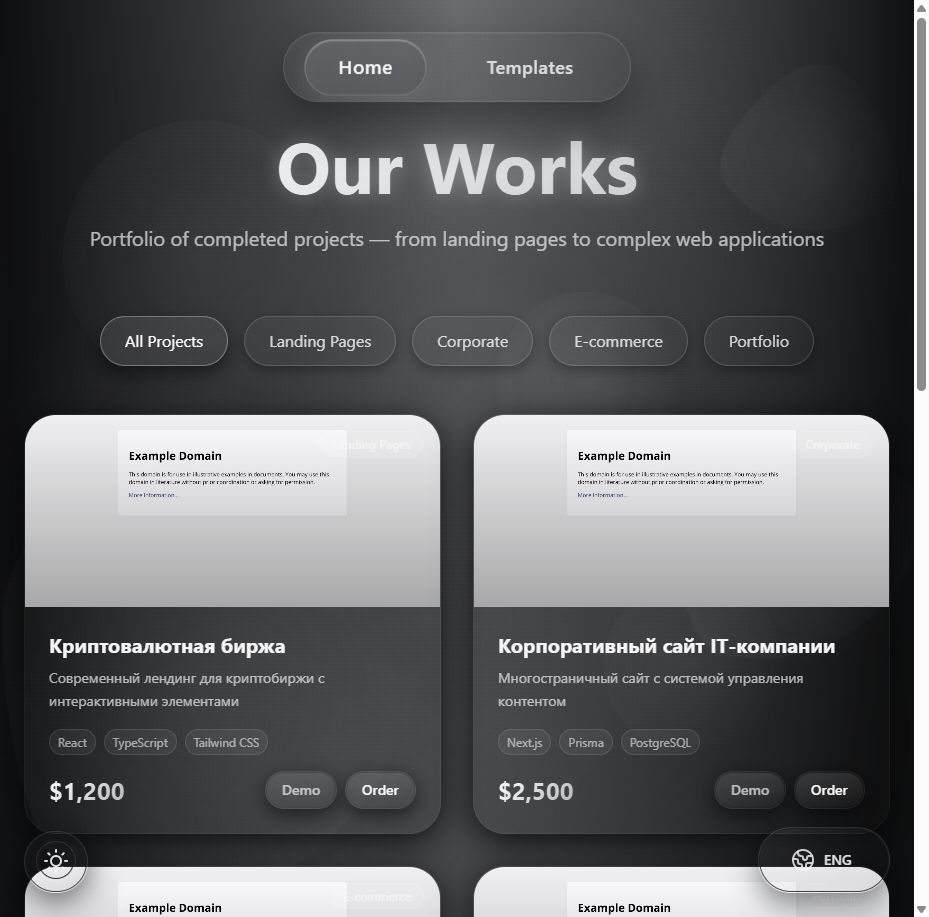 Home
Templates
Our Works
Portfolio of completed projects — from landing pages to complex web applications
All Projects
Landing Pages
Corporate
E-commerce
Portfolio
Landing Pages
Example Domain
This domain is for use in illustrative examples in documents. You may use this
domain in literature without prior coordination or asking for permission.
More information...
Криптовалютная биржа
Современный лендинг для криптобиржи с
интерактивными элементами
React
TypeScript
Tailwind CSS
$1,200
Demo
Order
Corporate
Example Domain
This domain is for use in illustrative examples in documents. You may use this
domain in literature without prior coordination or asking for permission.
More information...
Корпоративный сайт IT-компании
Многостраничный сайт с системой управления
контентом
Next.js
Prisma
PostgreSQL
$2,500
Demo
Order
ENG
E-commerce
Example Domain
Portfolio
Example Domain